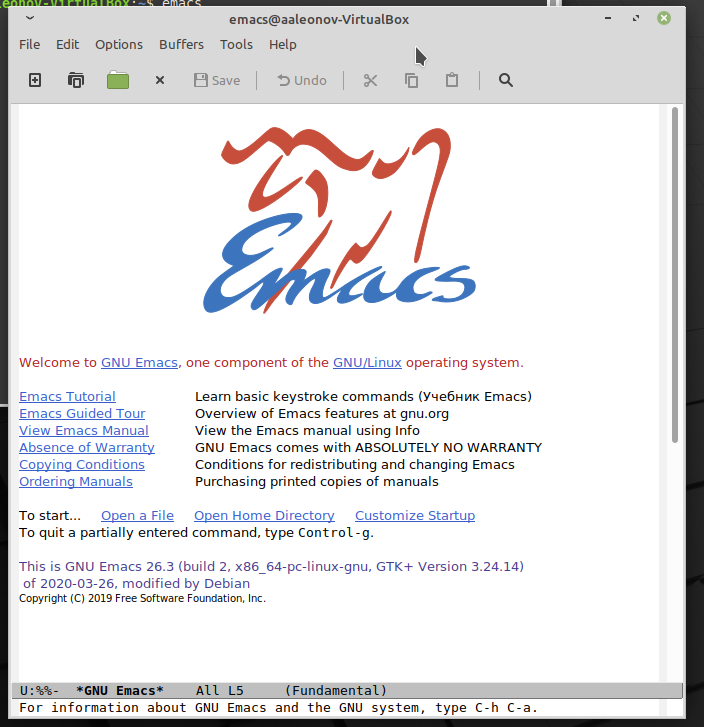 eonov-VirtualBox:~$ emacs
emacs@aaleonov-VirtualBox
File Edit Options Buffers Tools Help
Save Undo
Emacs
Welcome to GNU Emacs, one component of the GNU/Linux operating system.
Emacs Tutorial Learn basic keystroke commands (Учебник Emacs)
Emacs Guided Tour Overview of Emacs features at gnu.org
View Emacs Manual View the Emacs manual using Info
Absence of Warranty GNU Emacs comes with ABSOLUTELY NO WARRANTY
Copying Conditions Conditions for redistributing and changing Emacs
Ordering Manuals Purchasing printed copies of manuals
To start... Open a File Open Home Directory Customize Startup
To quit a partially entered command, type Control-g.
This is GNU Emacs 26.3 (build 2, x86_64-pc-linux-gnu, GTK+ Version 3.24.14)
of 2020-03-26, modified by Debian
Copyright (C) 2019 Free Software Foundation, Inc.
U:%%- *GNU Emacs* All L5 (Fundamental)
For information about GNU Emacs and the GNU system, type C-h C-a.